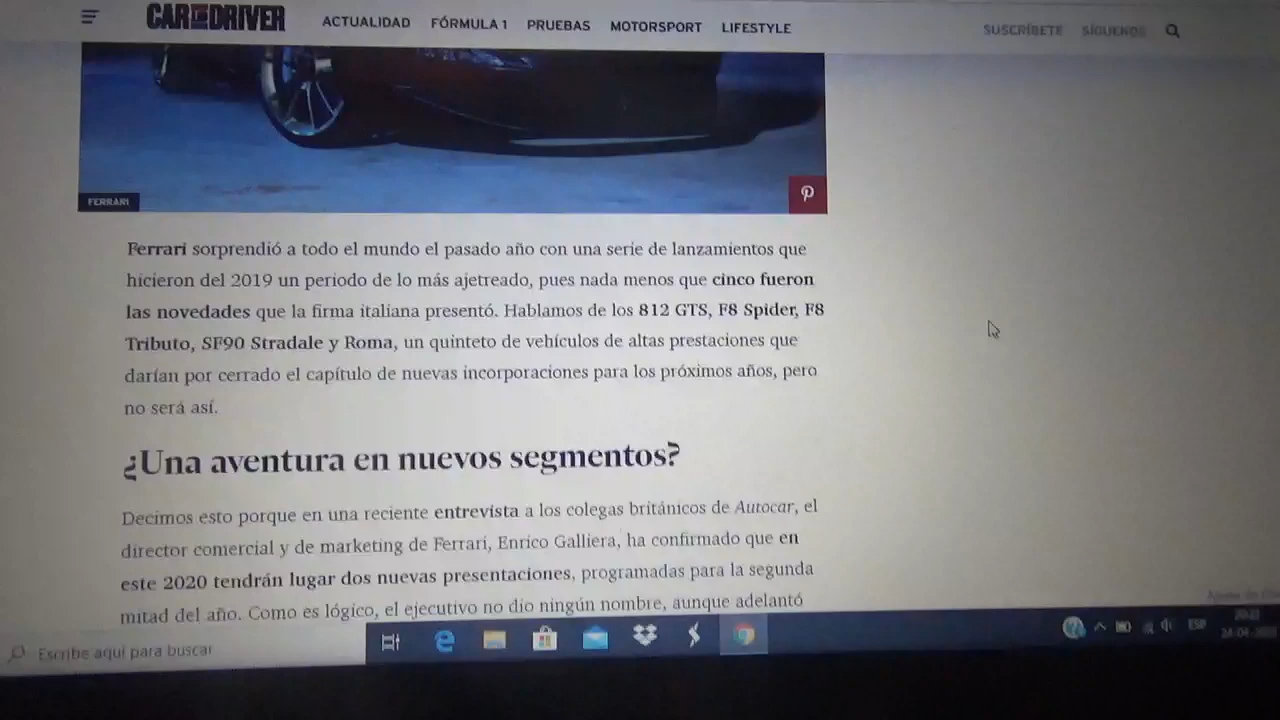 CAR AND DRIVER
ACTUALIDAD FÓRMULA 1 PRUEBAS MOTORSPORT LIFESTYLE
SUSCRÍBETE SÍGUENOS
FERRARI
Ferrari sorprendió a todo el mundo el pasado año con una serie de lanzamientos que
hicieron del 2019 un periodo de lo más ajetreado, pues nada menos que cinco fueron
las novedades que la firma italiana presentó. Hablamos de los 812 GTS, F8 Spider, F8
Tributo, SF90 Stradale y Roma, un quinteto de vehículos de altas prestaciones que
darían por cerrado el capítulo de nuevas incorporaciones para los próximos años, pero
no será así.
¿Una aventura en nuevos segmentos?
Decimos esto porque en una reciente entrevista a los colegas británicos de Autocar, el
director comercial y de marketing de Ferrari, Enrico Galliera, ha confirmado que en
este 2020 tendrán lugar dos nuevas presentaciones, programadas para la segunda
mitad del año. Como es lógico, el ejecutivo no dio ningún nombre, aunque adelantó
Escribe aquí para buscar
ESP